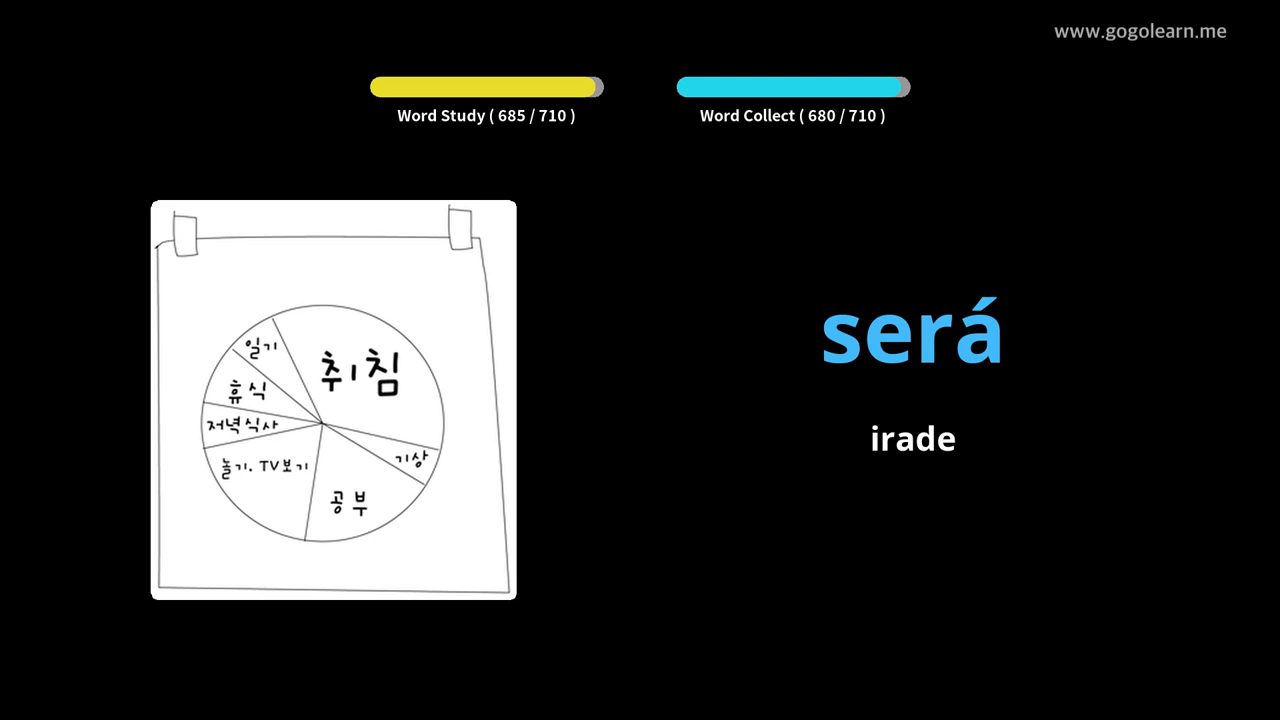 www.gogolearn.me
Word Study ( 685 / 710 )
Word Collect ( 680 / 710 )
일기
취침
휴식
저녁식사
놀기. TV보기
기상
공부
será
irade